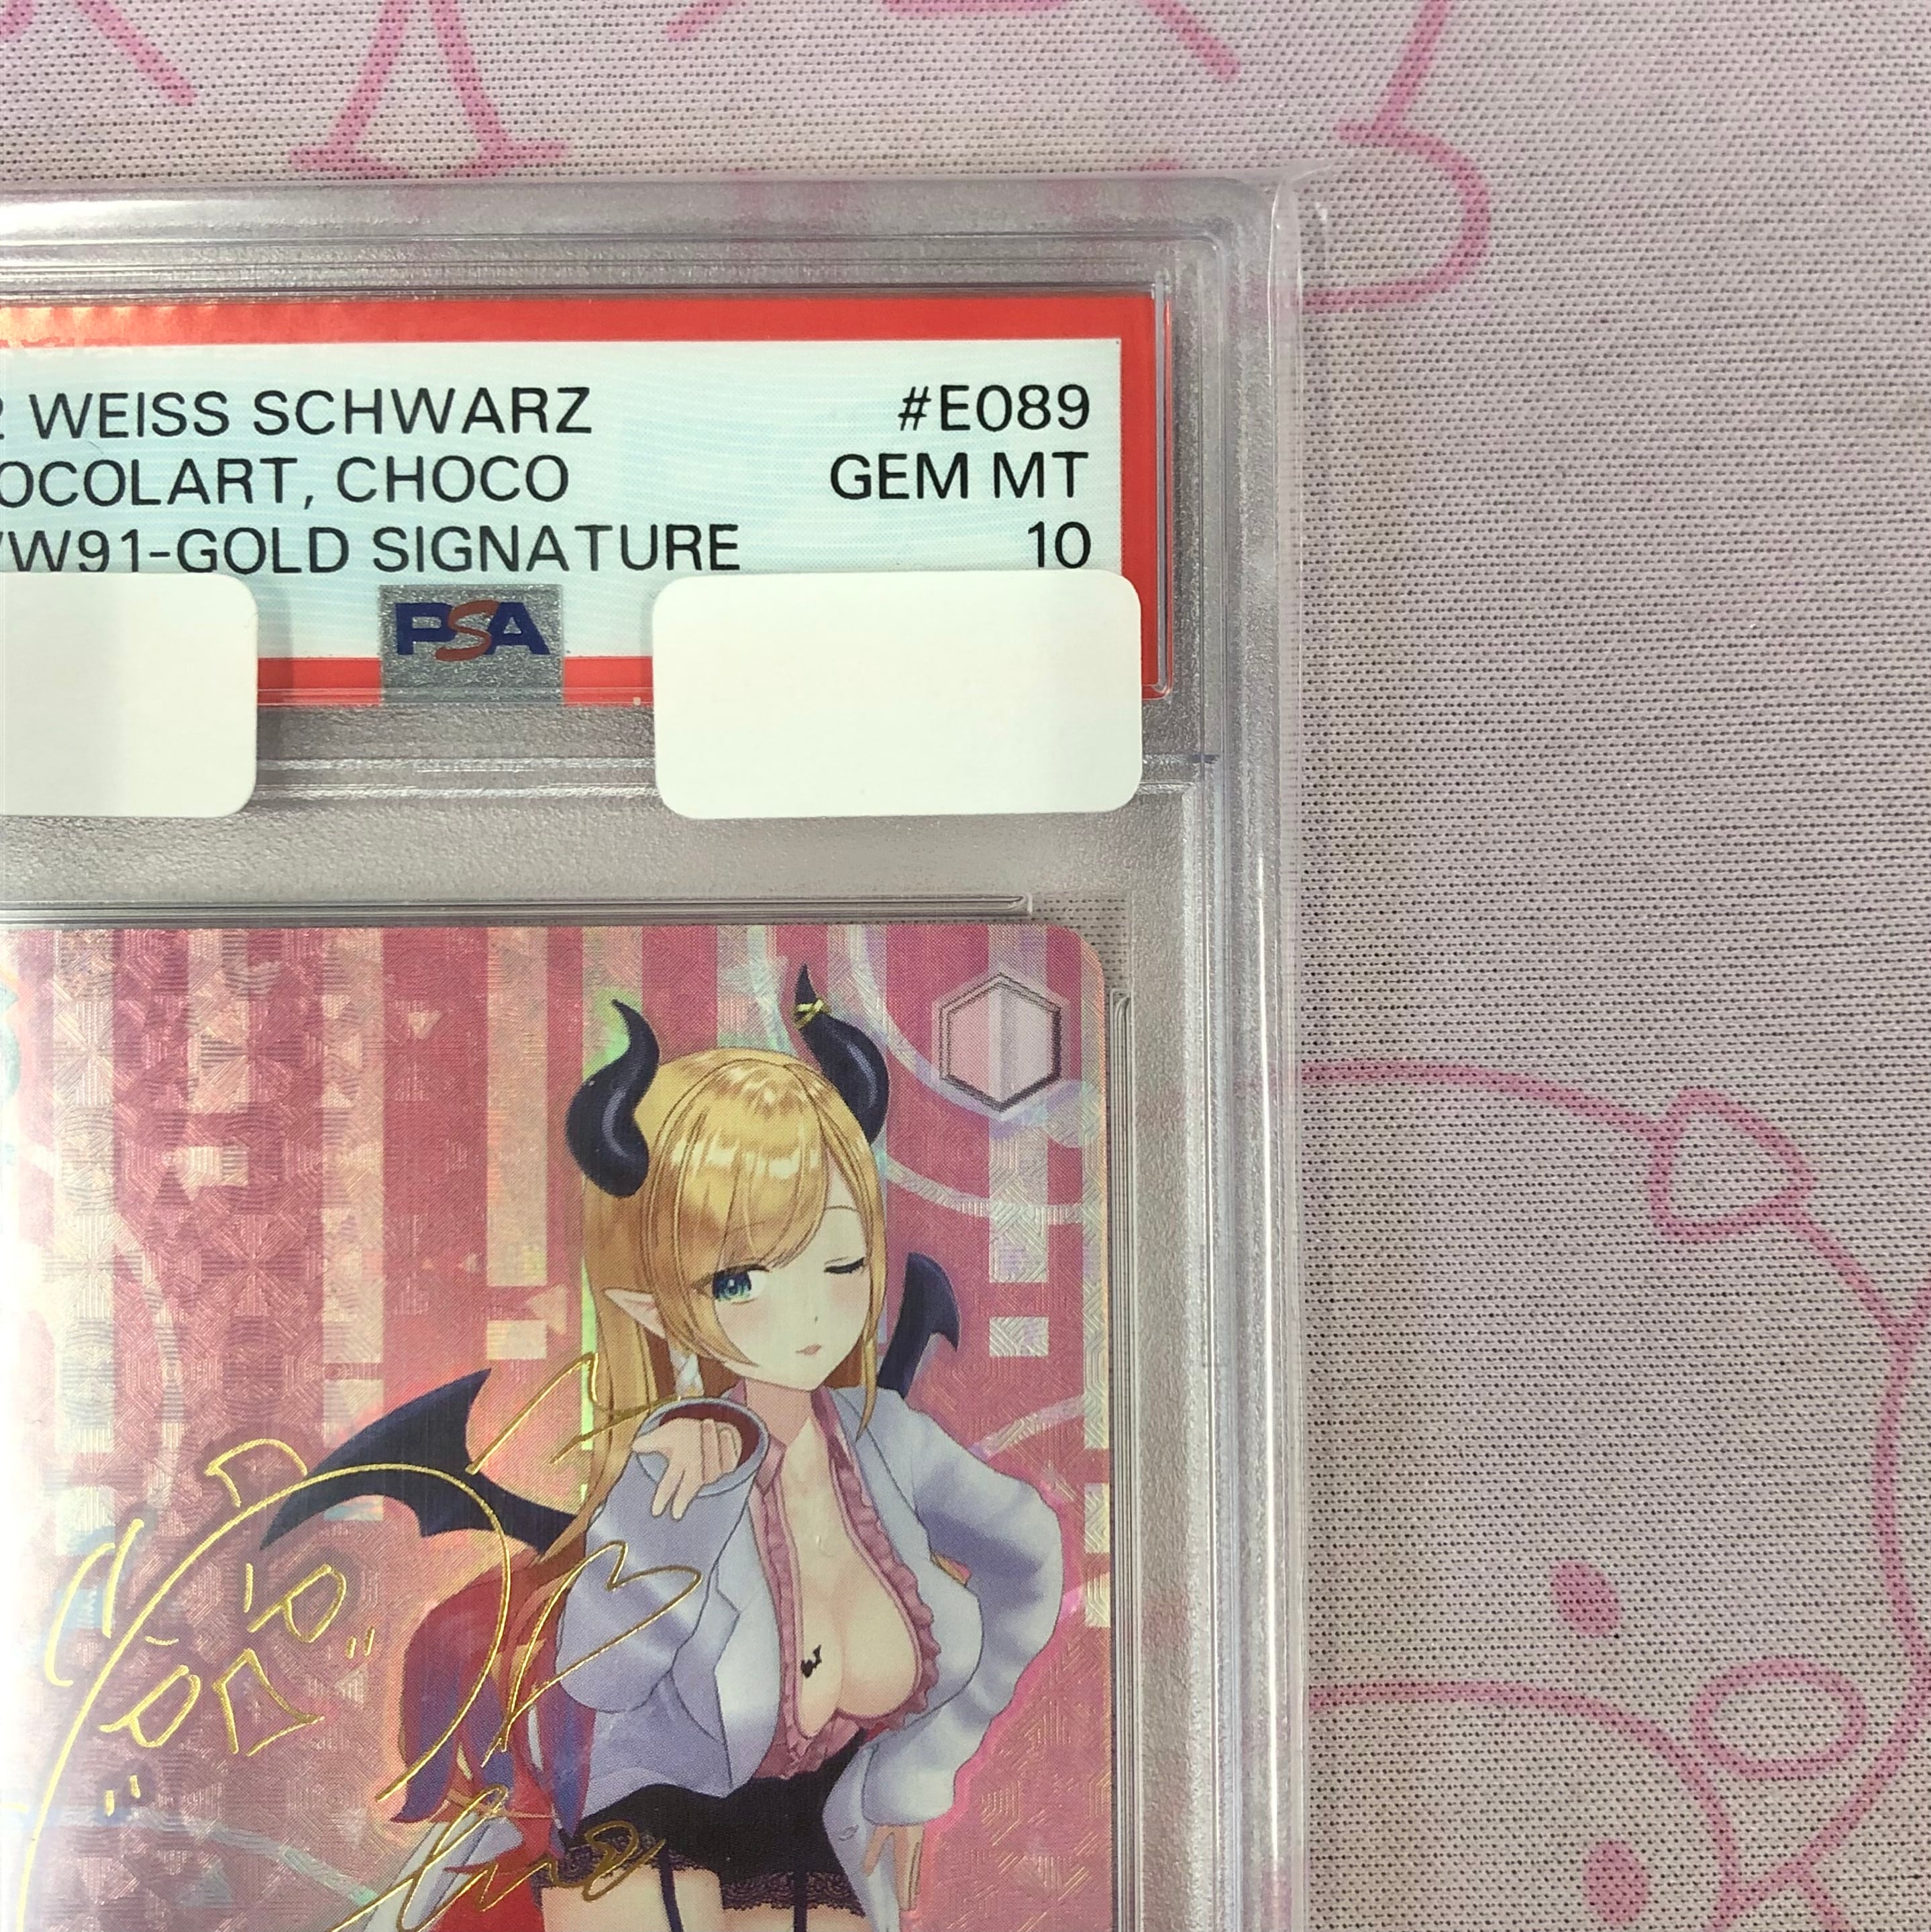 WEISS SCHWARZ #E089
OCOLART, CHOCO GEM MT
W91-GOLD SIGNATURE 10
PSA